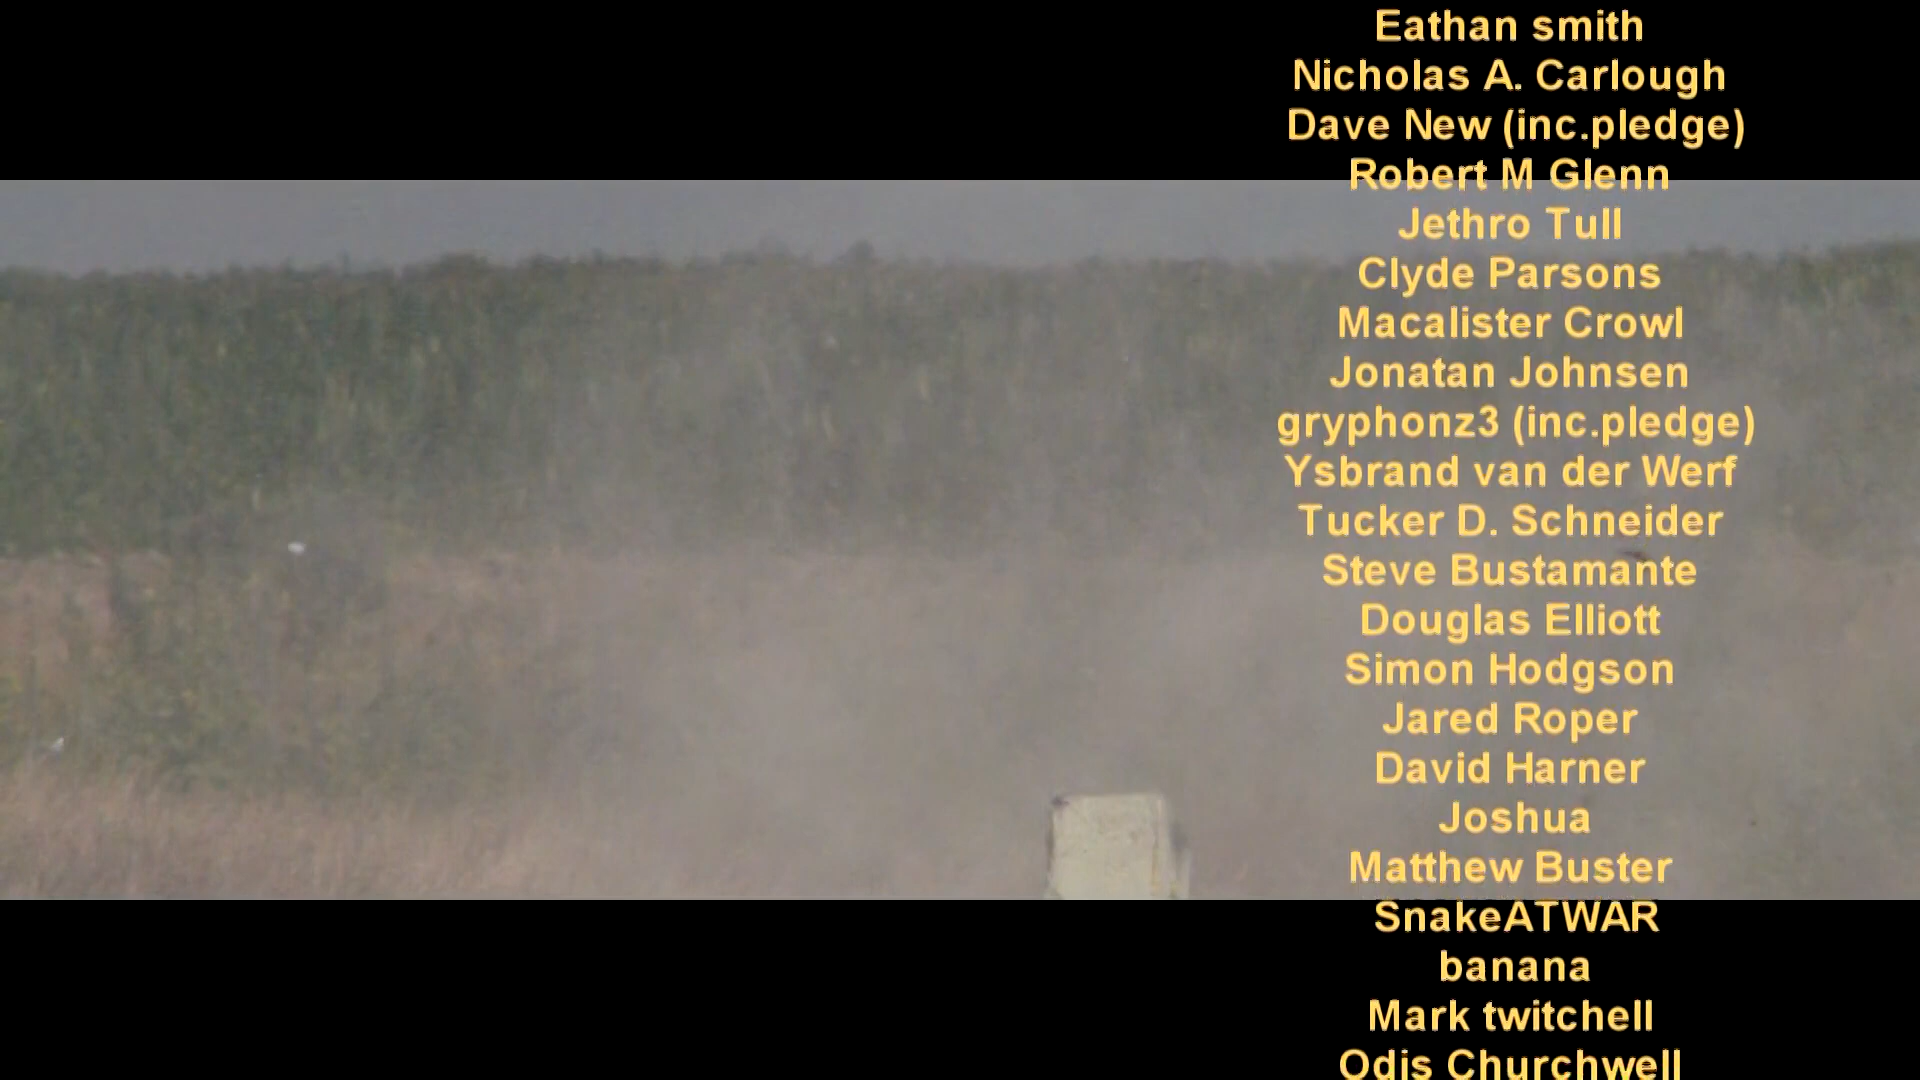 Eathan smith
Nicholas A. Carlough
Dave New (inc.pledge)
Robert M Glenn
Jethro Tull
Clyde Parsons
Macalister Crowl
Jonatan Johnsen
gryphonz3 (inc.pledge)
Ysbrand van der Werf
Tucker D. Schneider
Steve Bustamante
Douglas Elliott
Simon Hodgson
Jared Roper
David Harner
Joshua
Matthew Buster
SnakeATWAR
banana
Mark twitchell
Odis Churchwell